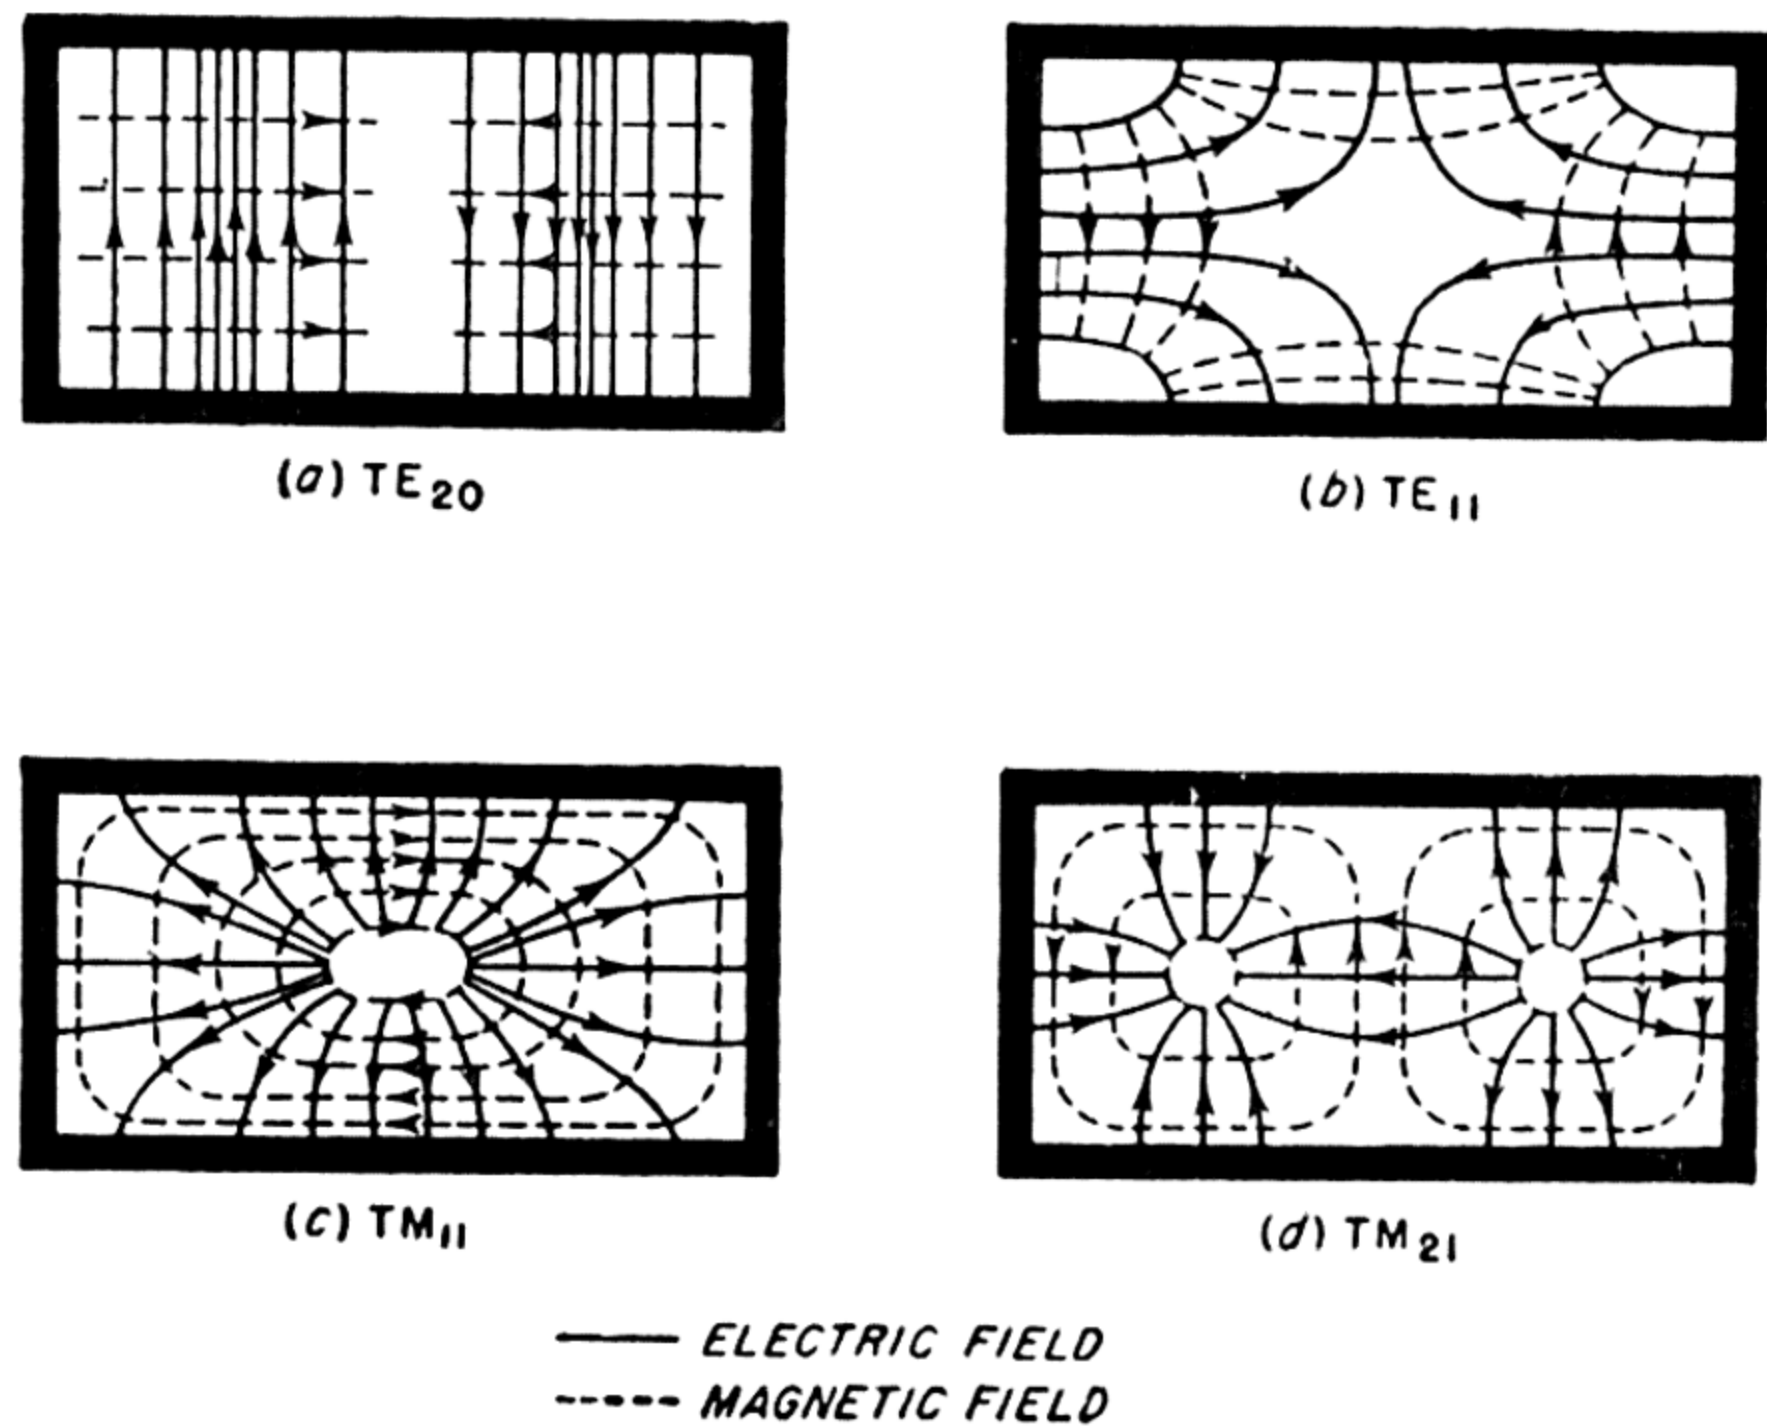 (a) TE20
(b) TE11
(c) TM11
(d) TM21
ELECTRIC FIELD
MAGNETIC FIELD